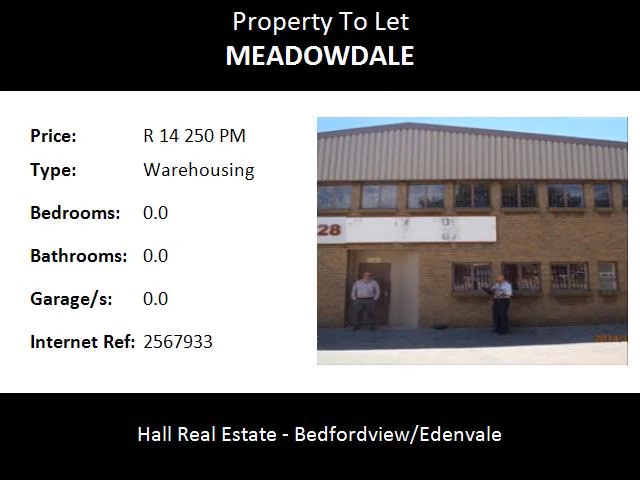 Property To Let
MEADOWDALE
Price: R 14 250 PM
Type: Warehousing
Bedrooms: 0.0
Bathrooms: 0.0
Garage/s: 0.0
Internet Ref: 2567933
28
Hall Real Estate - Bedfordview/Edenvale